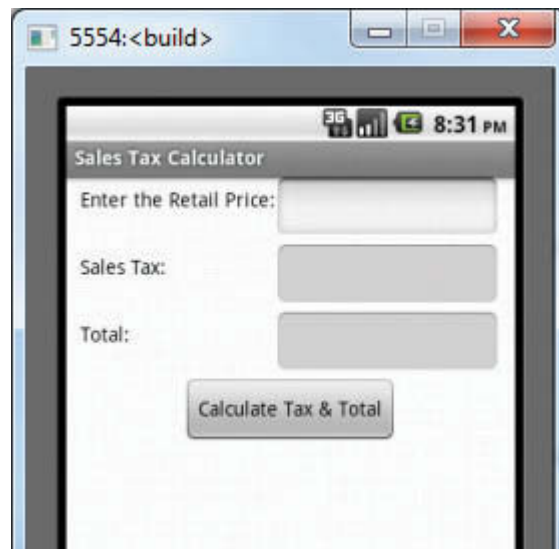 5554:<build>
3G 8:31 PM
Sales Tax Calculator
Enter the Retail Price:
Sales Tax:
Total:
Calculate Tax & Total